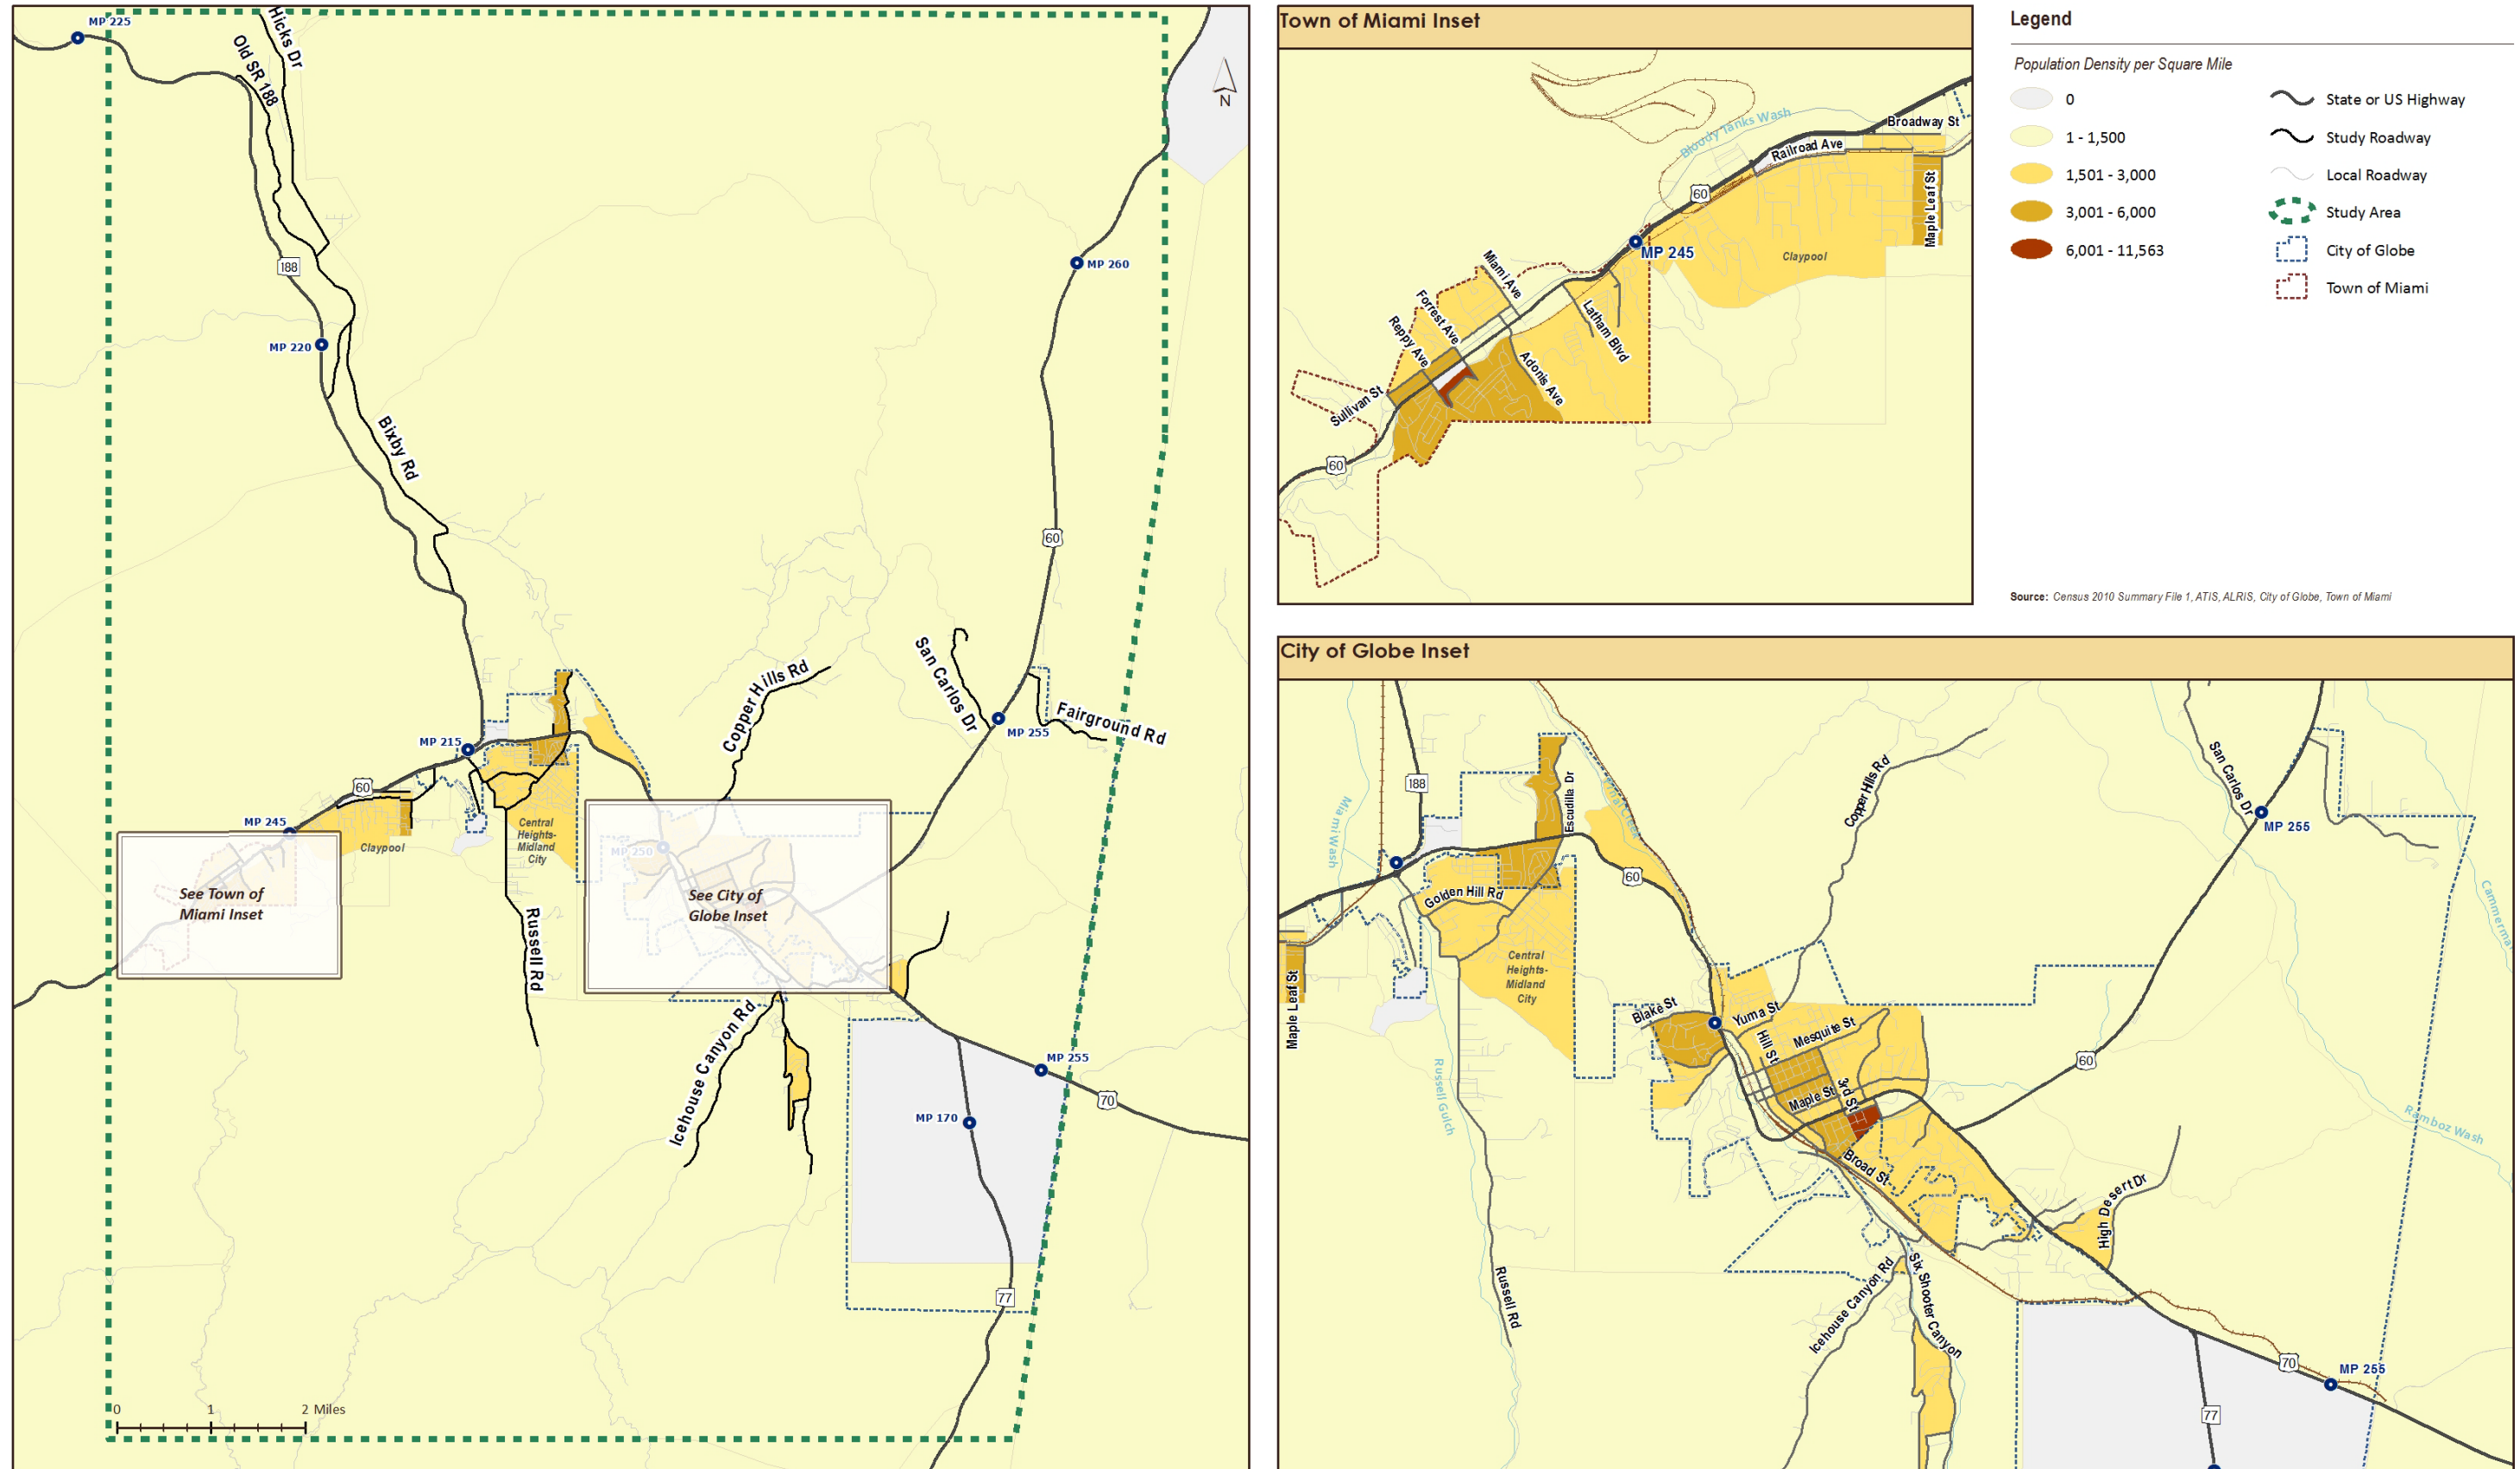 MP 225
Hicks Dr
Old SR 188
N
188
MP 260
MP 220
Bixby Rd
60
San Carlos Dr
Copper Hills Rd
MP 255
Fairground Rd
MP 215
60
MP 245
Claypool
Central
Heights-
Midland
City
MP 250
See Town of
Miami Inset
See City of
Globe Inset
Russell Rd
Icehouse Canyon Rd
MP 255
70
MP 170
77
0 1 2 Miles
Town of Miami Inset
Bloody Tanks Wash
Broadway St
Railroad Ave
60
Maple Leaf St
MP 245
Claypool
Miami Ave
Forrest Ave
Reppy Ave
Latham Blvd
Adonis Ave
Sullivan St
60
Legend
Population Density per Square Mile
0
1 - 1,500
1,501 - 3,000
3,001 - 6,000
6,001 - 11,563
State or US Highway
Study Roadway
Local Roadway
Study Area
City of Globe
Town of Miami
Source: Census 2010 Summary File 1, ATIS, ALRIS, City of Globe, Town of Miami
City of Globe Inset
188
Miami Wash
Escudilla Dr
Pinal Creek
Copper Hills Rd
San Carlos Dr
MP 255
60
Golden Hill Rd
Central
Heights-
Midland
City
Maple Leaf St
Blake St
Yuma St
Hill St
Mesquite St
Maple St
3rd St
60
Russell Gulch
Ramboz Wash
Broad St
High Desert Dr
Icehouse Canyon Rd
Six Shooter Canyon
Russell Rd
70
MP 255
77